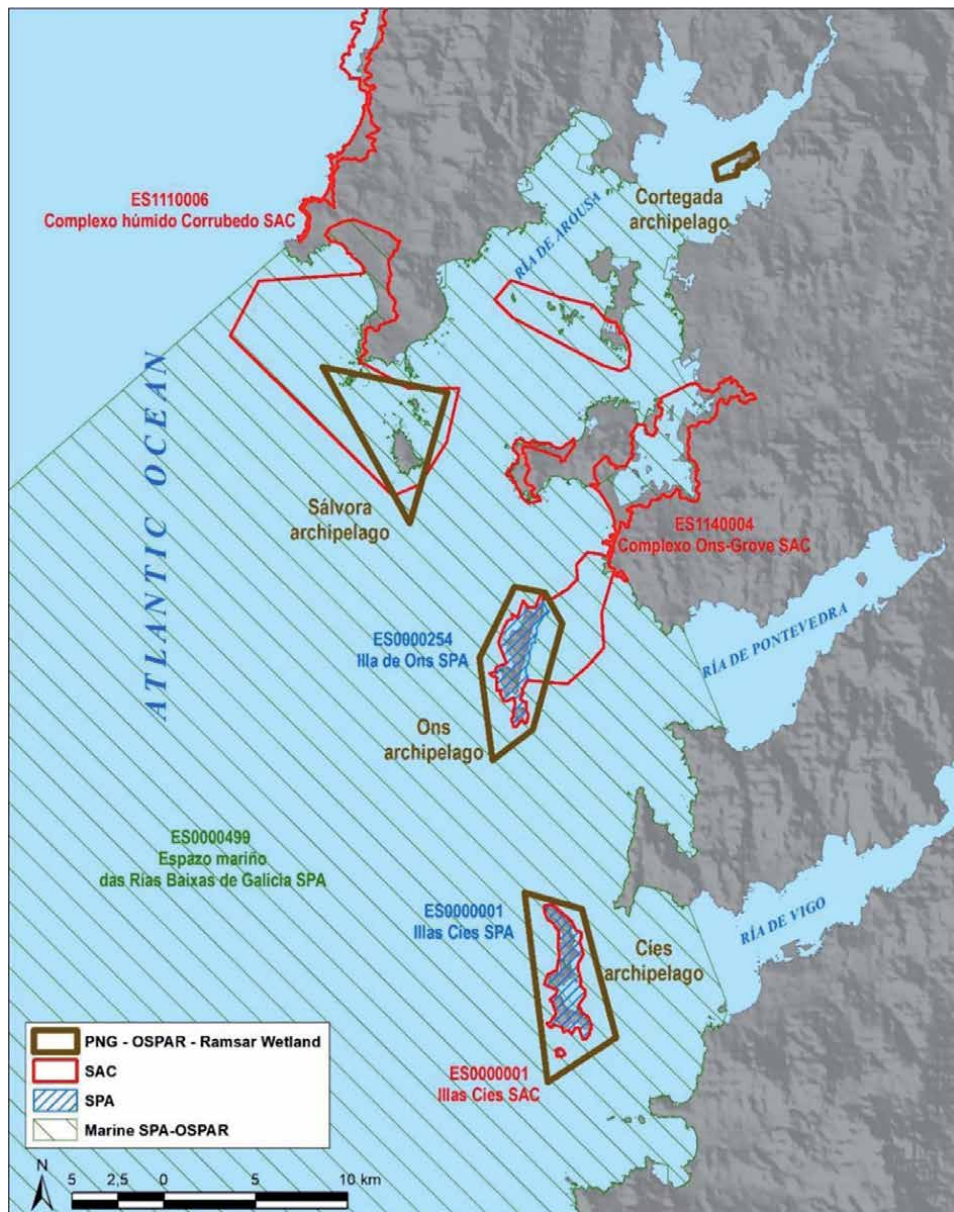 ES1110006
Complexo húmido Corrubedo SAC
Cortegada
archipelago
RÍA DE AROUSA
ATLANTIC OCEAN
Sálvora
archipelago
ES1140004
Complexo Ons-Grove SAC
ES0000254
Illa de Ons SPA
RÍA DE PONTEVEDRA
Ons
archipelago
ES0000499
Espazo mariño
das Rías Baixas de Galicia SPA
ES0000001
Illas Cíes SPA
Cíes
archipelago
RÍA DE VIGO
ES0000001
Illas Cíes SAC
PNG - OSPAR - Ramsar Wetland
SAC
SPA
Marine SPA-OSPAR
N
5 2,5 0 5 10 km